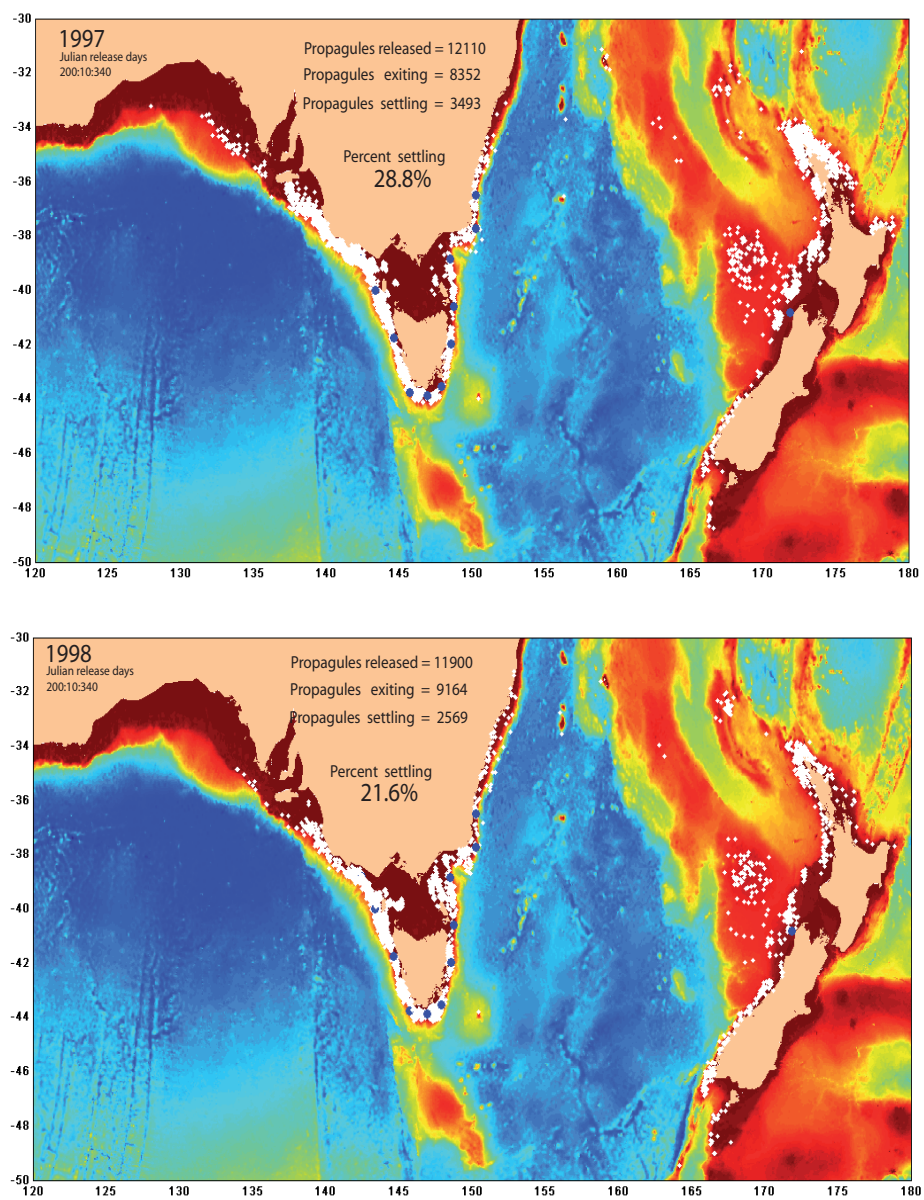 -30
-32
-34
-36
-38
-40
-42
-44
-46
-48
-50
1997
Julian release days
200:10:340
Propagules released = 12110
Propagules exiting = 8352
Propagules settling = 3493
Percent settling
28.8%
120 125 130 135 140 145 150 155 160 165 170 175 180
-30
-32
-34
-36
-38
-40
-42
-44
-46
-48
-50
1998
Julian release days
200:10:340
Propagules released = 11900
Propagules exiting = 9164
Propagules settling = 2569
Percent settling
21.6%
120 125 130 135 140 145 150 155 160 165 170 175 180